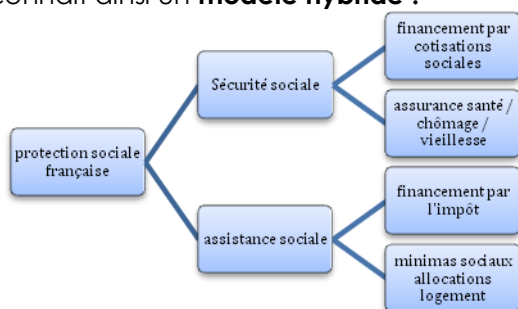 connaît ainsi un modèle hybride :
financement par
cotisations
sociales
Sécurité sociale
assurance santé /
chômage /
vieillesse
protection sociale
française
financement par
l'impôt
assistance sociale
minimas sociaux
allocations
logement